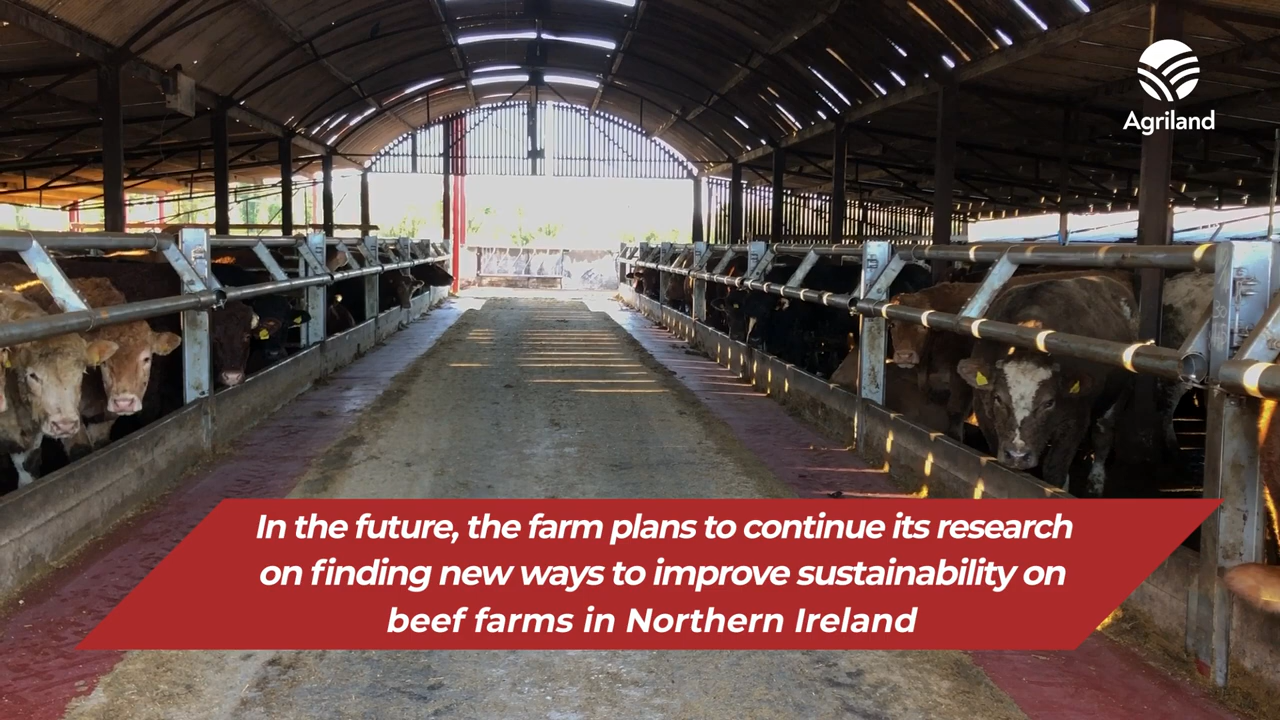 Agriland
In the future, the farm plans to continue its research
on finding new ways to improve sustainability on
beef farms in Northern Ireland